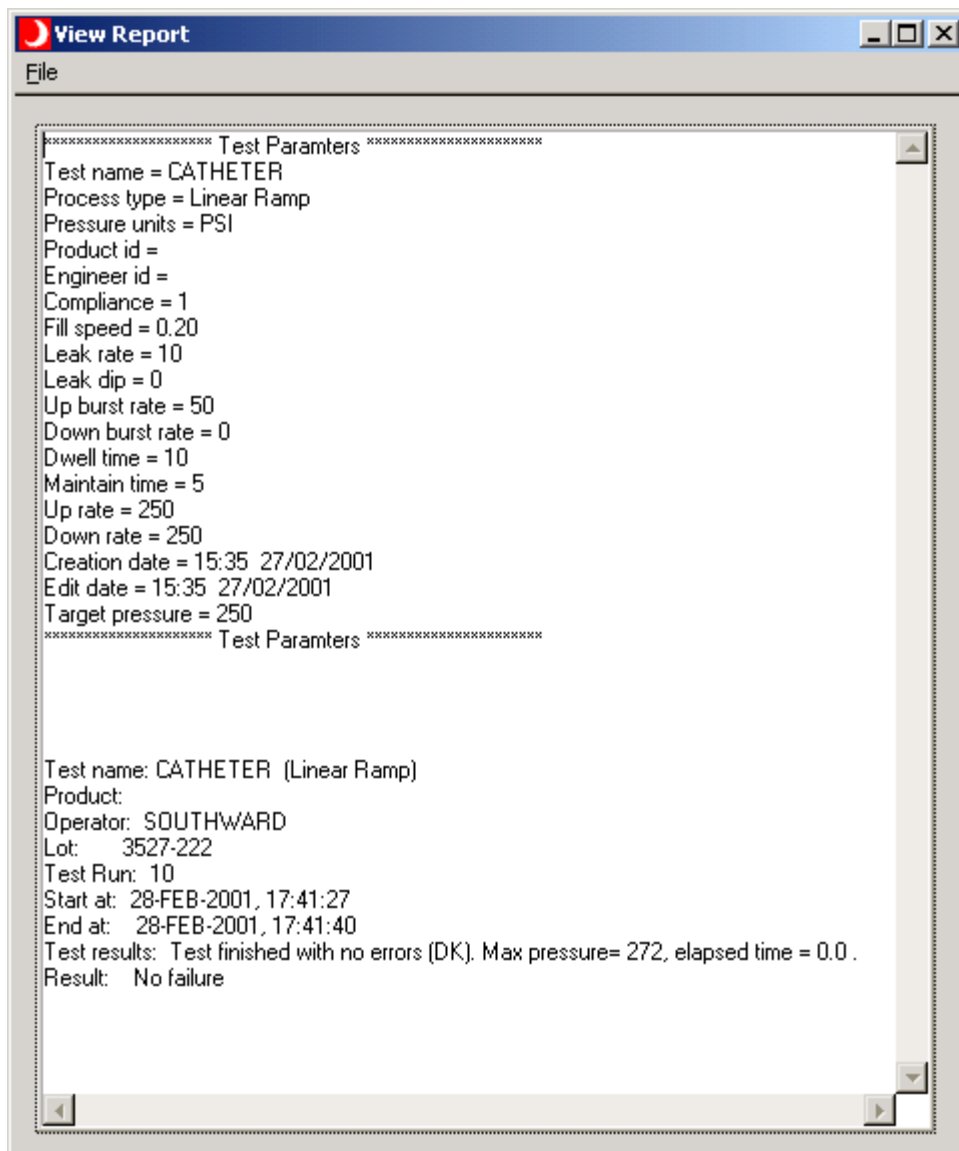 View Report
File
********************* Test Paramters **********************
Test name = CATHETER
Process type = Linear Ramp
Pressure units = PSI
Product id =
Engineer id =
Compliance = 1
Fill speed = 0.20
Leak rate = 10
Leak dip = 0
Up burst rate = 50
Down burst rate = 0
Dwell time = 10
Maintain time = 5
Up rate = 250
Down rate = 250
Creation date = 15:35  27/02/2001
Edit date = 15:35  27/02/2001
Target pressure = 250
********************* Test Paramters **********************
Test name: CATHETER  (Linear Ramp)
Product:
Operator:  SOUTHWARD
Lot:      3527-222
Test Run:  10
Start at:  28-FEB-2001, 17:41:27
End at:   28-FEB-2001, 17:41:40
Test results:  Test finished with no errors (DK). Max pressure= 272, elapsed time = 0.0 .
Result:    No failure